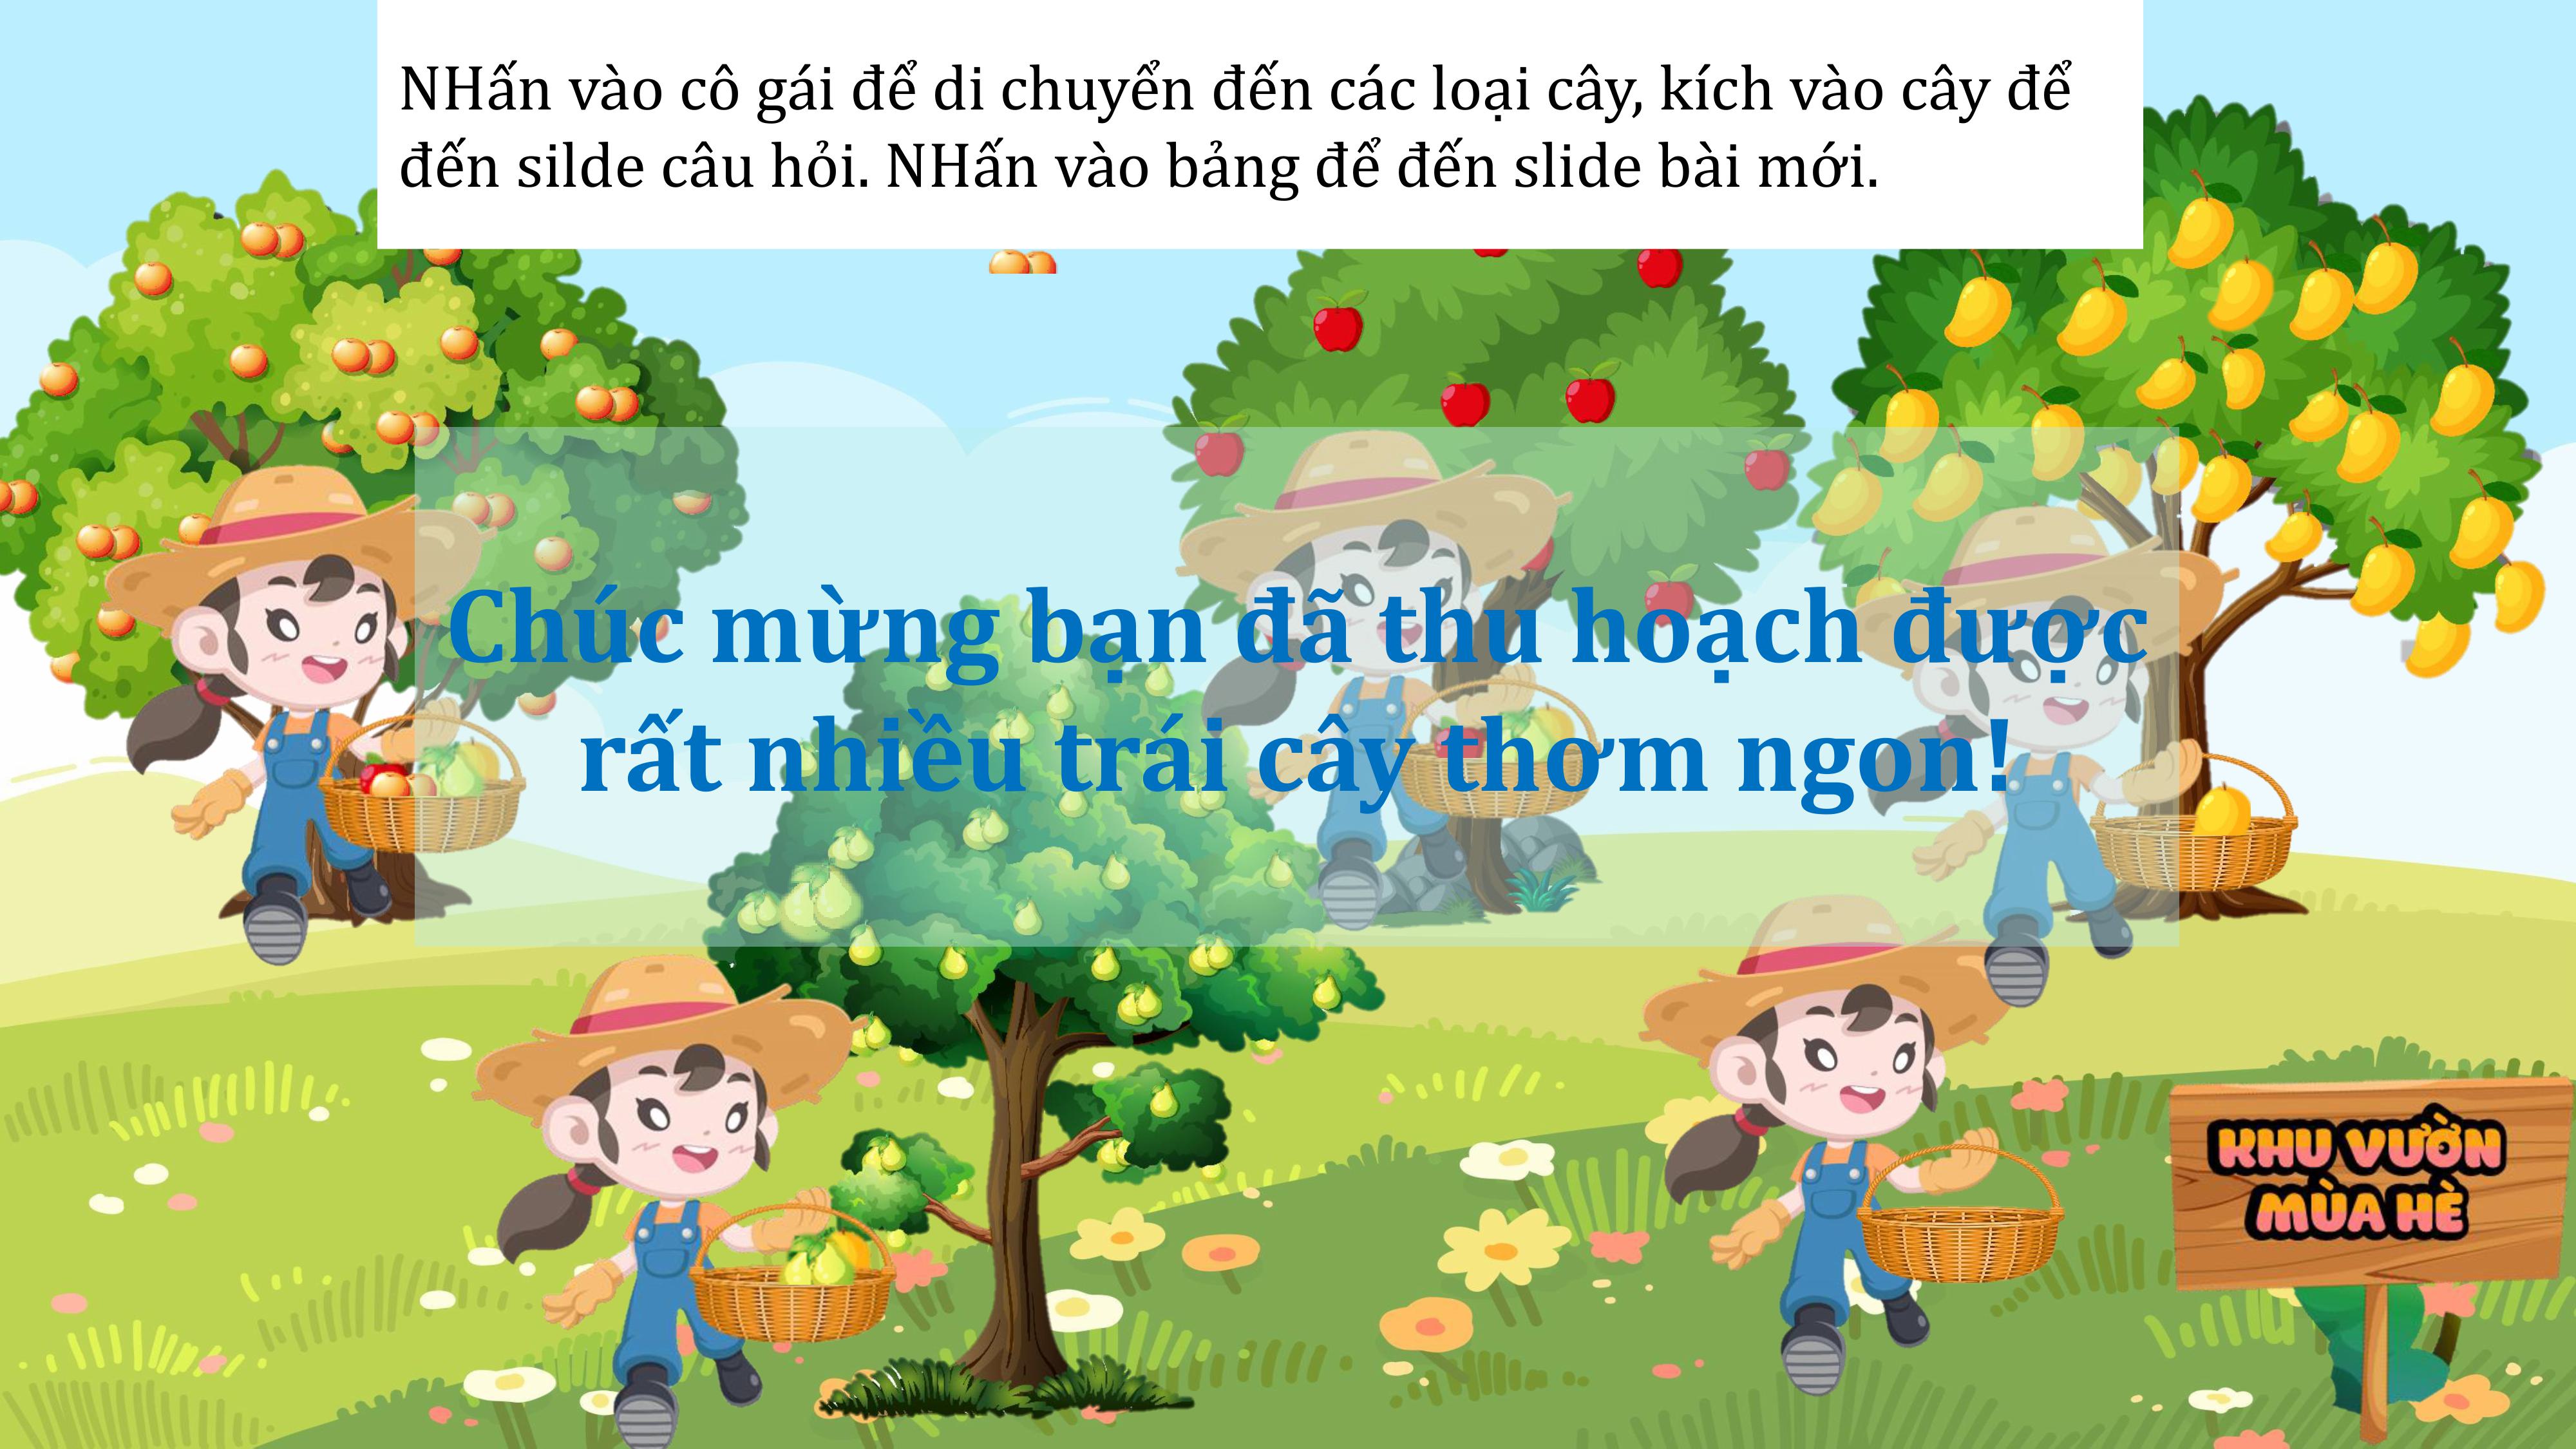 NHấn vào cô gái để di chuyển đến các loại cây, kích vào cây để
đến silde câu hỏi. NHấn vào bảng để đến slide bài mới.
Chúc mừng bạn đã thu hoạch được
rất nhiều trái cây thơm ngon!
KHU VƯỜN
MÙA HÈ